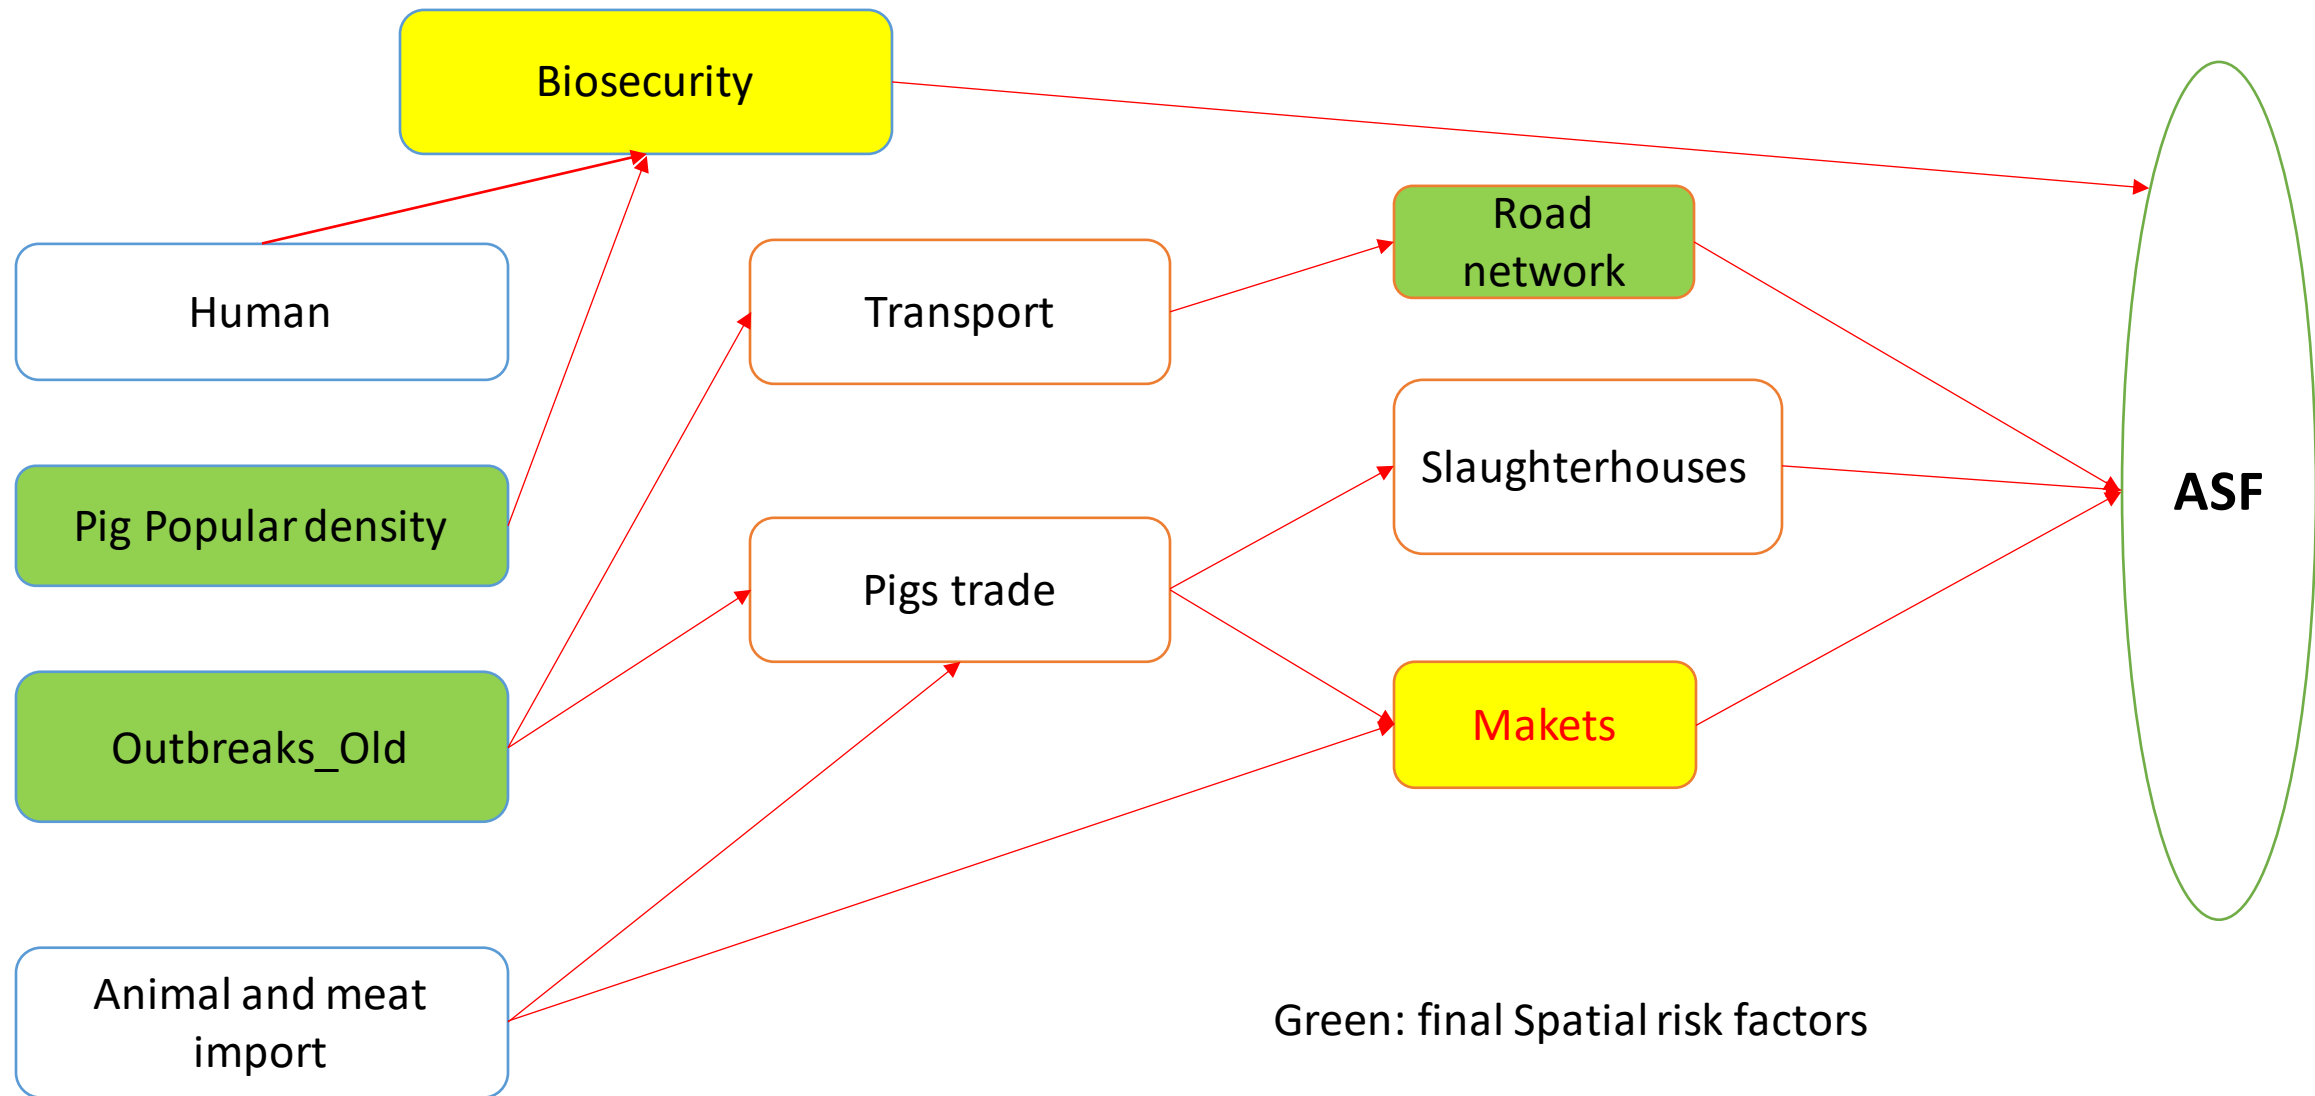 Biosecurity
Human
Transport
Road
network
Slaughterhouses
Pig Popular density
Pigs trade
ASF
Outbreaks_Old
Makets
Animal and meat
import
Green: final Spatial risk factors